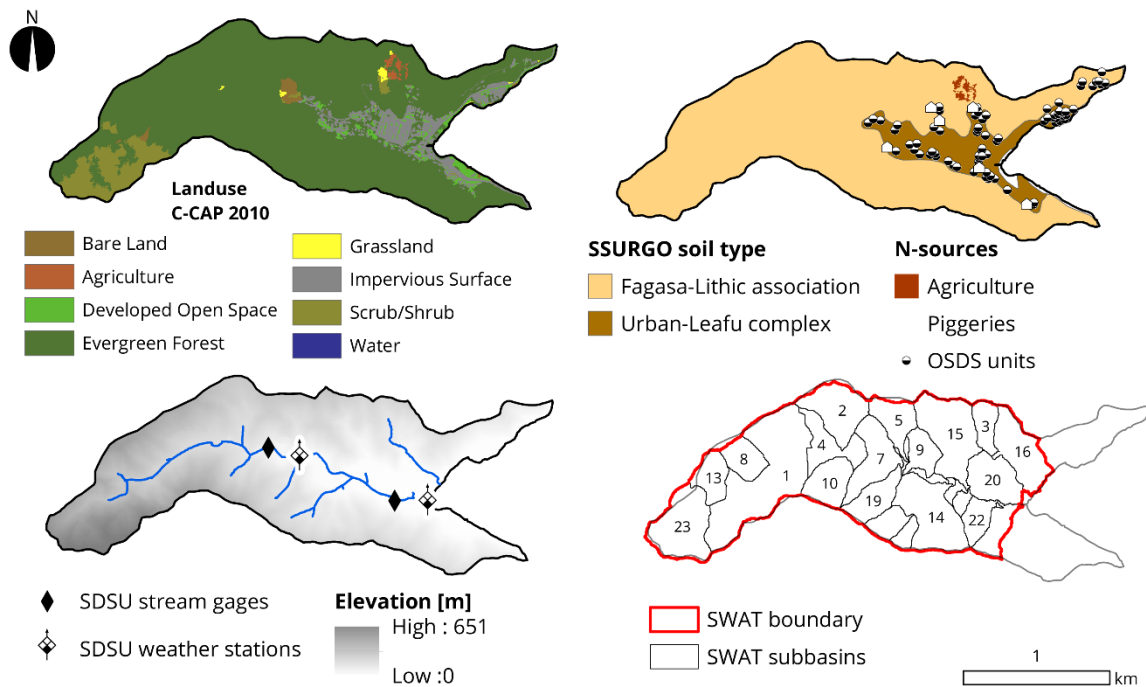 N
Landuse
C-CAP 2010
Bare Land
Agriculture
Developed Open Space
Evergreen Forest
Grassland
Impervious Surface
Scrub/Shrub
Water
SSURGO soil type
Fagasa-Lithic association
Urban-Leafu complex
N-sources
Agriculture
Piggeries
OSDS units
SDSU stream gages
SDSU weather stations
Elevation [m]
High : 651
Low :0
2
5
15
3
16
4
9
8
7
13
1
10
20
19
23
14
22
SWAT boundary
SWAT subbasins
1
km